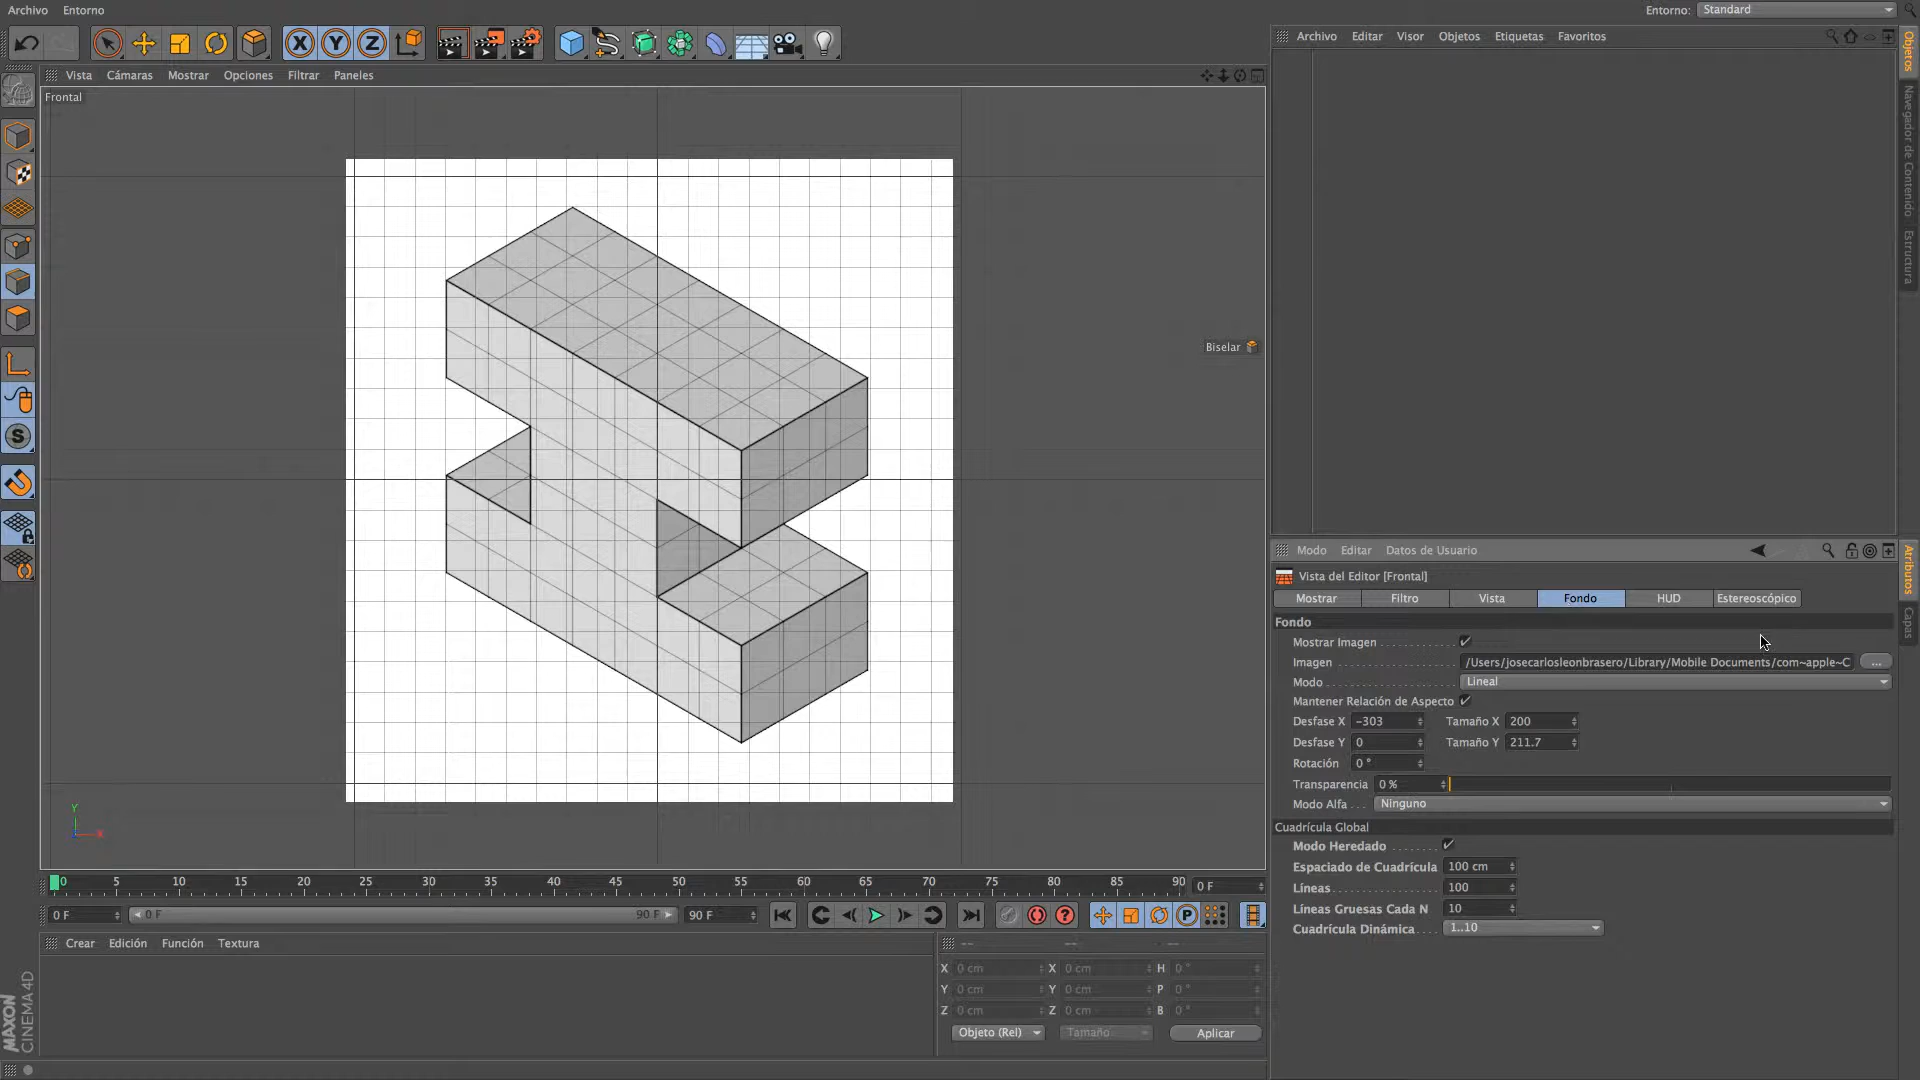 Archivo Entorno Entorno: Standard
Archivo Editar Visor Objetos Etiquetas Favoritos
Vista Cámaras Mostrar Opciones Filtrar Paneles
Frontal
Biselar
Objetos
Navegador de Contenido
Estructura
Modo Editar Datos de Usuario
Vista del Editor [Frontal]
Mostrar Filtro Vista Fondo HUD Estereoscópico
Fondo
Mostrar Imagen
Imagen /Users/josecarlosleonbrasero/Library/Mobile Documents/com~apple~C ...
Modo Lineal
Mantener Relación de Aspecto
Desfase X -303 Tamaño X 200
Desfase Y 0 Tamaño Y 211.7
Rotación 0 °
Transparencia 0 %
Modo Alfa Ninguno
Cuadrícula Global
Modo Heredado
Espaciado de Cuadrícula 100 cm
Líneas 100
Líneas Gruesas Cada N 10
Cuadrícula Dinámica 1..10
Atributos
Capas
Y
X
0 5 10 15 20 25 30 35 40 45 50 55 60 65 70 75 80 85 90 0 F
0 F 0 F 90 F 90 F
Crear Edición Función Textura
-- -- --
X 0 cm X 0 cm H 0 °
Y 0 cm Y 0 cm P 0 °
Z 0 cm Z 0 cm B 0 °
Objeto (Rel) Tamaño Aplicar
MAXON
CINEMA 4D